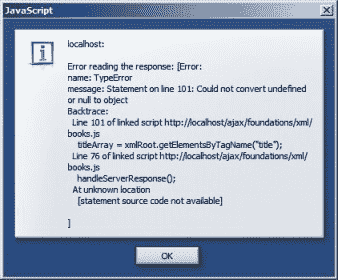 JavaScript
localhost:
Error reading the response: [Error:
name: TypeError
message: Statement on line 101: Could not convert undefined
or null to object
Backtrace:
Line 101 of linked script http://localhost/ajax/foundations/xml/
books.js
titleArray = xmlRoot.getElementsByTagName("title");
Line 76 of linked script http://localhost/ajax/foundations/xml/
books.js
handleServerResponse();
At unknown location
[statement source code not available]
]
OK